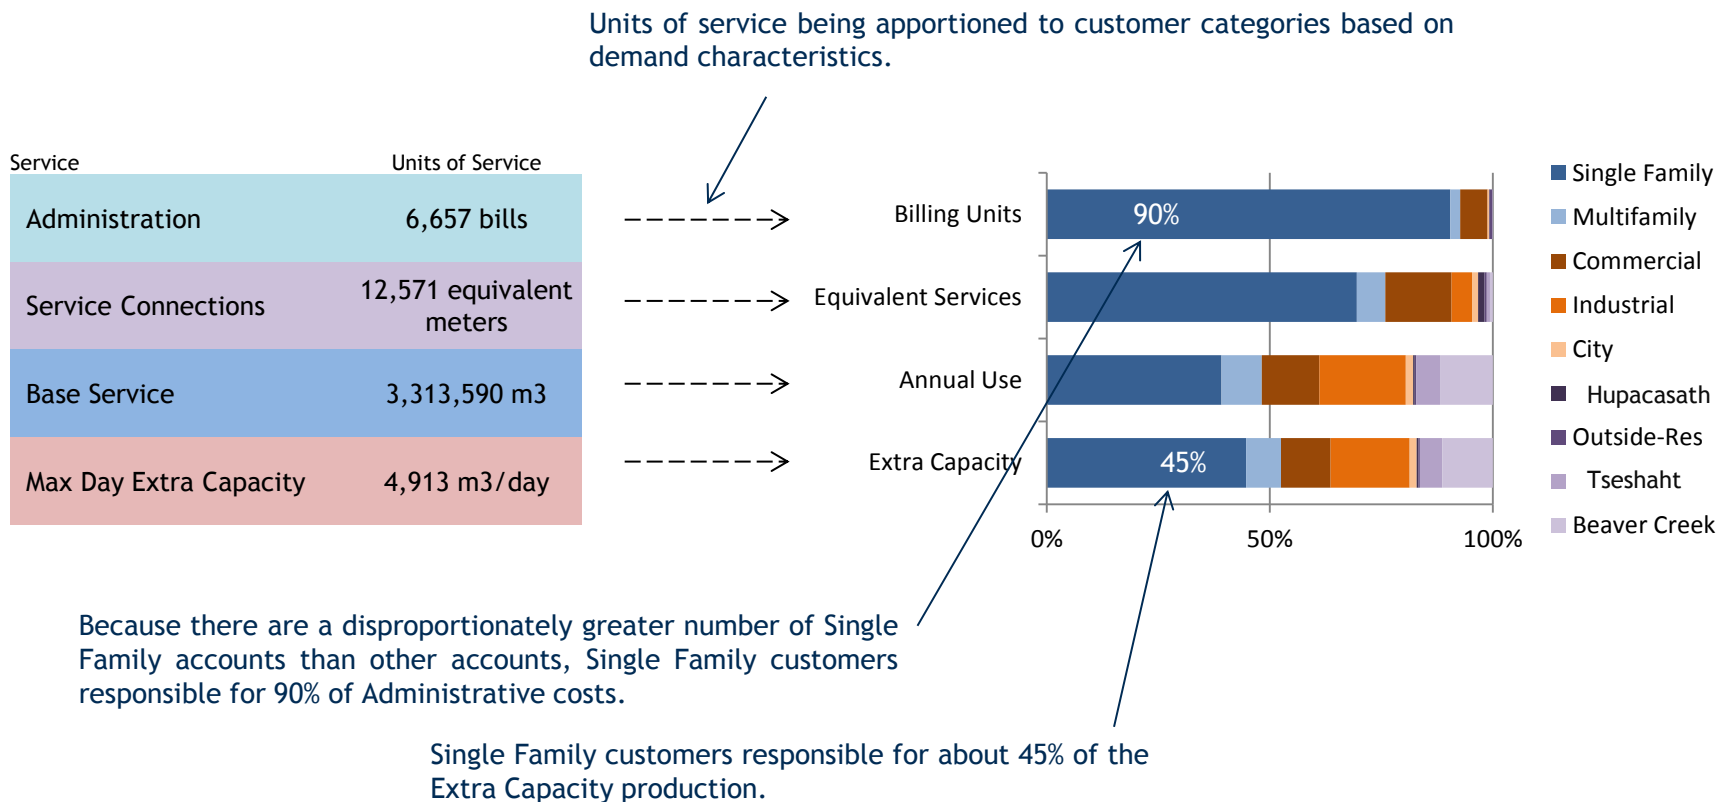 Units of service being apportioned to customer categories based on
demand characteristics.
Service Units of Service
Administration 6,657 bills
Service Connections 12,571 equivalent
meters
Base Service 3,313,590 m3
Max Day Extra Capacity 4,913 m3/day
Billing Units 90%
Equivalent Services
Annual Use
Extra Capacity 45%
0% 50% 100%
Single Family
Multifamily
Commercial
Industrial
City
Hupacasath
Outside-Res
Tseshaht
Beaver Creek
Because there are a disproportionately greater number of Single
Family accounts than other accounts, Single Family customers
responsible for 90% of Administrative costs.
Single Family customers responsible for about 45% of the
Extra Capacity production.